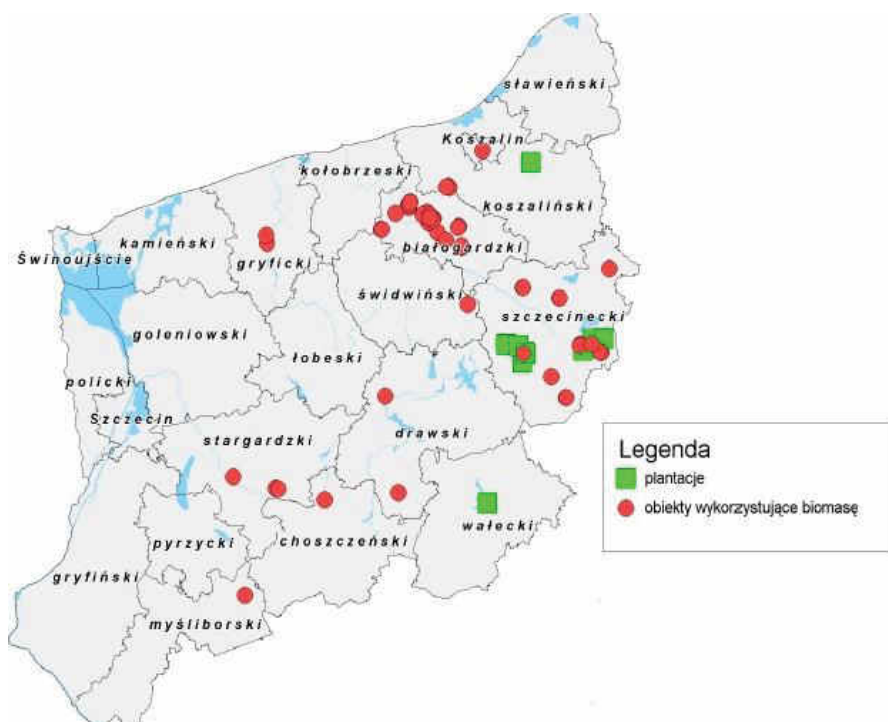 sławieński
Koszalin
kołobrzeski
koszaliński
kamieński
białogardzki
Świnoujście
gryficki
świdwiński
szczecinecki
goleniowski
łobeski
policki
Szczecin
stargardzki
drawski
Legenda
plantacje
obiekty wykorzystujące biomasę
wałecki
pyrzycki
choszczeński
gryfiński
myśliborski